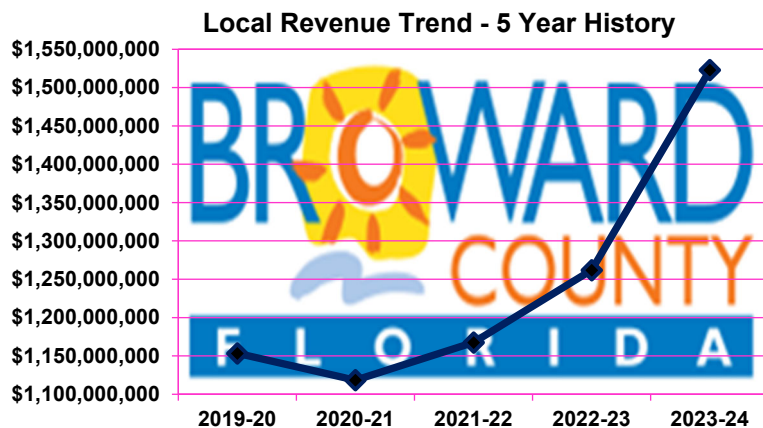 Local Revenue Trend - 5 Year History
$1,550,000,000
$1,500,000,000
$1,450,000,000
$1,400,000,000
$1,350,000,000
$1,300,000,000
$1,250,000,000
$1,200,000,000
$1,150,000,000
$1,100,000,000
BROWARD
COUNTY
FLORIDA
2019-20 2020-21 2021-22 2022-23 2023-24